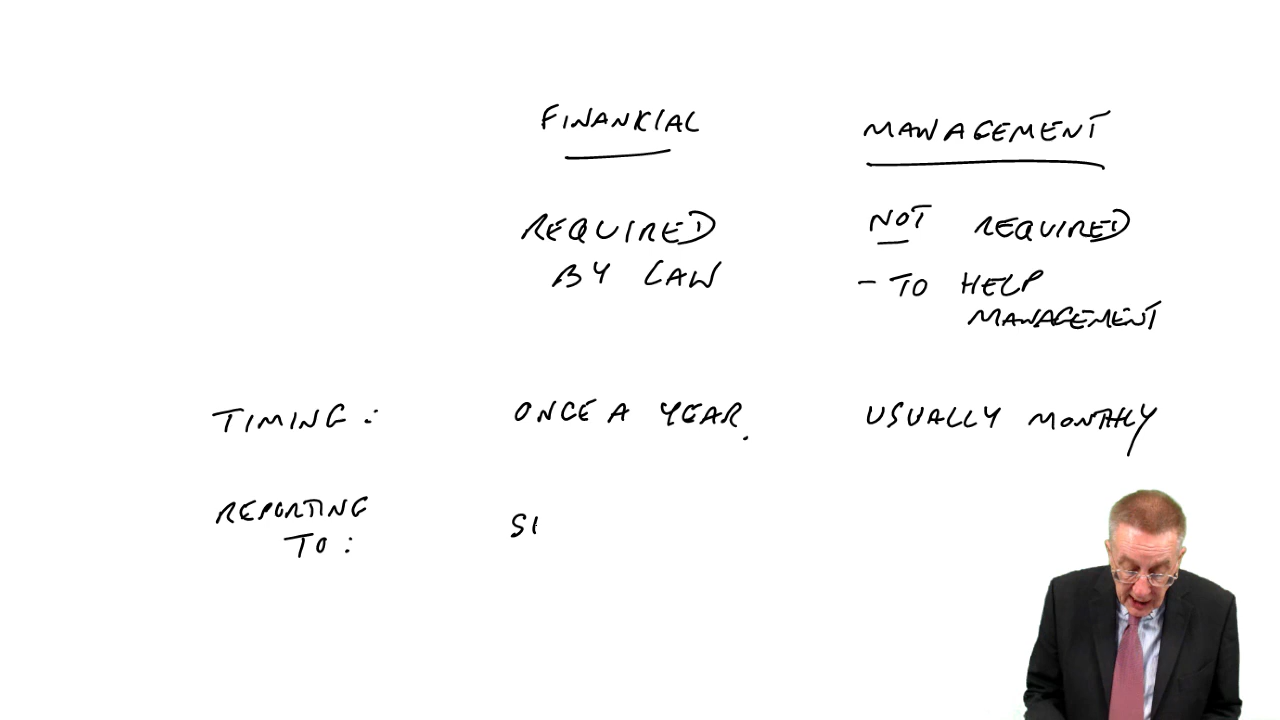 FINANCIAL MANAGEMENT
REQUIRED NOT REQUIRED
BY LAW - TO HELP
MANAGEMENT
TIMING: ONCE A YEAR. USUALLY MONTHLY
REPORTING
TO: